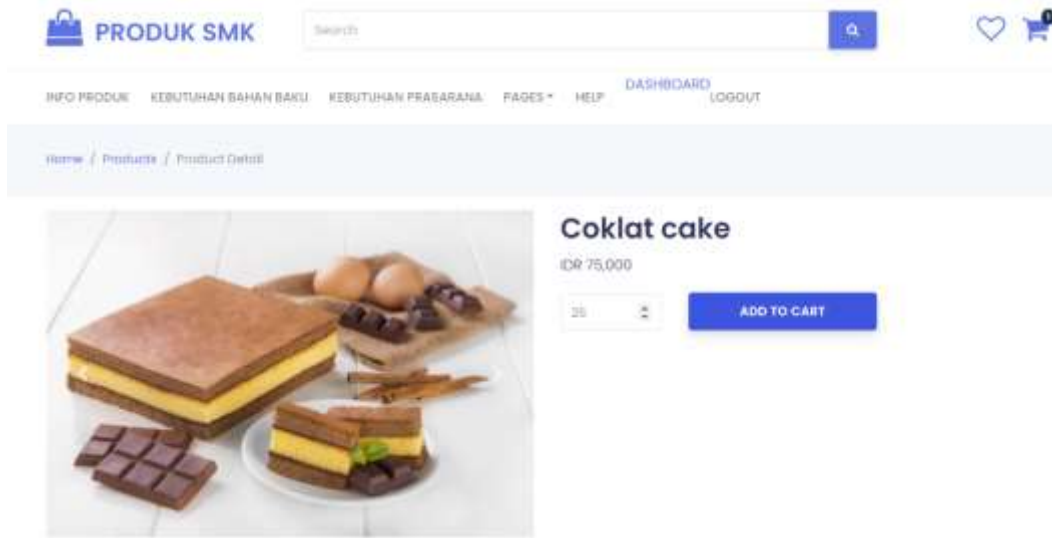 PRODUK SMK
Search
INFO PRODUK KEBUTUHAN BAHAN BAKU KEBUTUHAN PRASARANA PAGES HELP DASHBOARD LOGOUT
Home / Products / Product Detail
Coklat cake
IDR 75,000
ADD TO CART